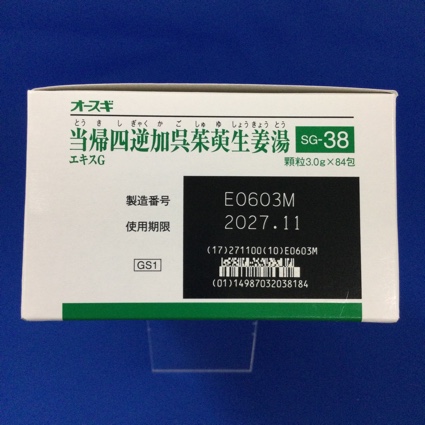 オースギ
とうきしぎゃくかごしゅゆしょうきょうとう
当帰四逆加呉茱萸生姜湯 SG-38
エキスG 顆粒3.0g×84包
製造番号 E0603M
使用期限 2027.11
(17)271100(10)E0603M
GS1
(01)14987032038184